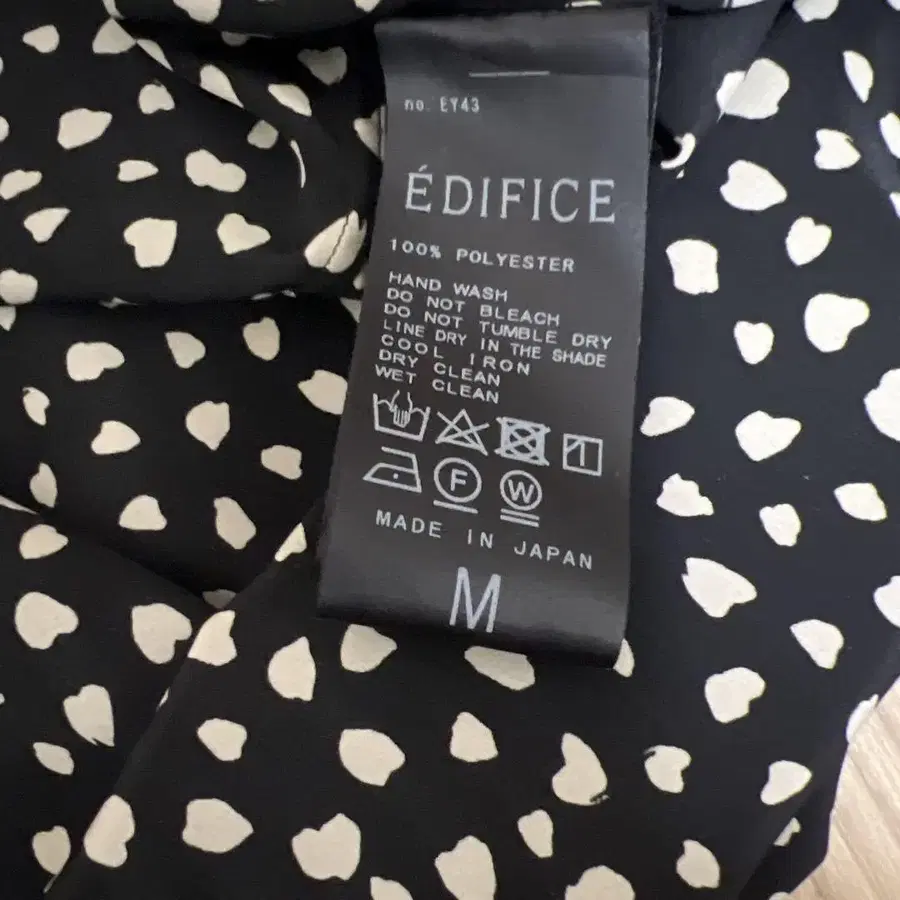 no. EY43
ÉDIFICE
100% POLYESTER
HAND WASH
DO NOT BLEACH
DO NOT TUMBLE DRY
LINE DRY IN THE SHADE
COOL IRON
DRY CLEAN
WET CLEAN
F W
MADE IN JAPAN
M